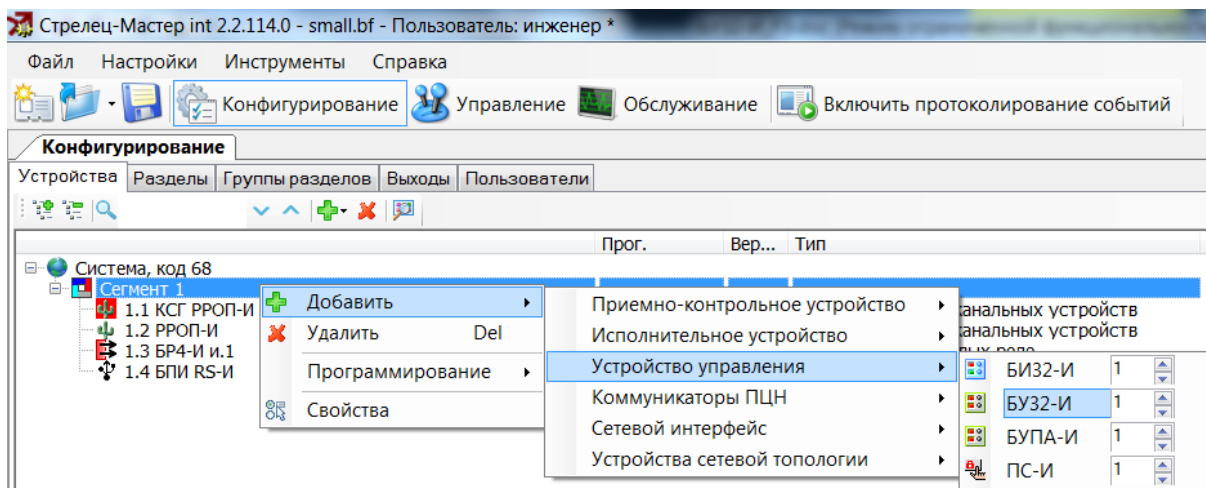 Стрелец-Мастер int 2.2.114.0 - small.bf - Пользователь: инженер *
Файл Настройки Инструменты Справка
Конфигурирование Управление Обслуживание Включить протоколирование событий
Конфигурирование
Устройства Разделы Группы разделов Выходы Пользователи
Прог. Вер... Тип
Система, код 68
Сегмент 1
1.1 КСГ РРОП-И
1.2 РРОП-И
1.3 БР4-И и.1
1.4 БПИ RS-И
Добавить
Удалить Del
Программирование
Свойства
Приемно-контрольное устройство
Исполнительное устройство
Устройство управления
Коммуникаторы ПЦН
Сетевой интерфейс
Устройства сетевой топологии
канальных устройств
канальных устройств
БИ32-И 1
БУ32-И 1
БУПА-И 1
ПС-И 1